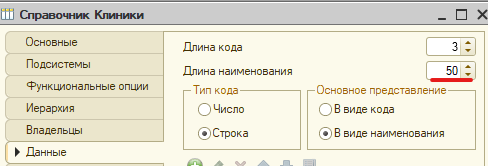 Справочник Клиники
Основные
Подсистемы
Функциональные опции
Иерархия
Владельцы
Данные
Длина кода 3
Длина наименования 50
Тип кода
Число
Строка
Основное представление
В виде кода
В виде наименования